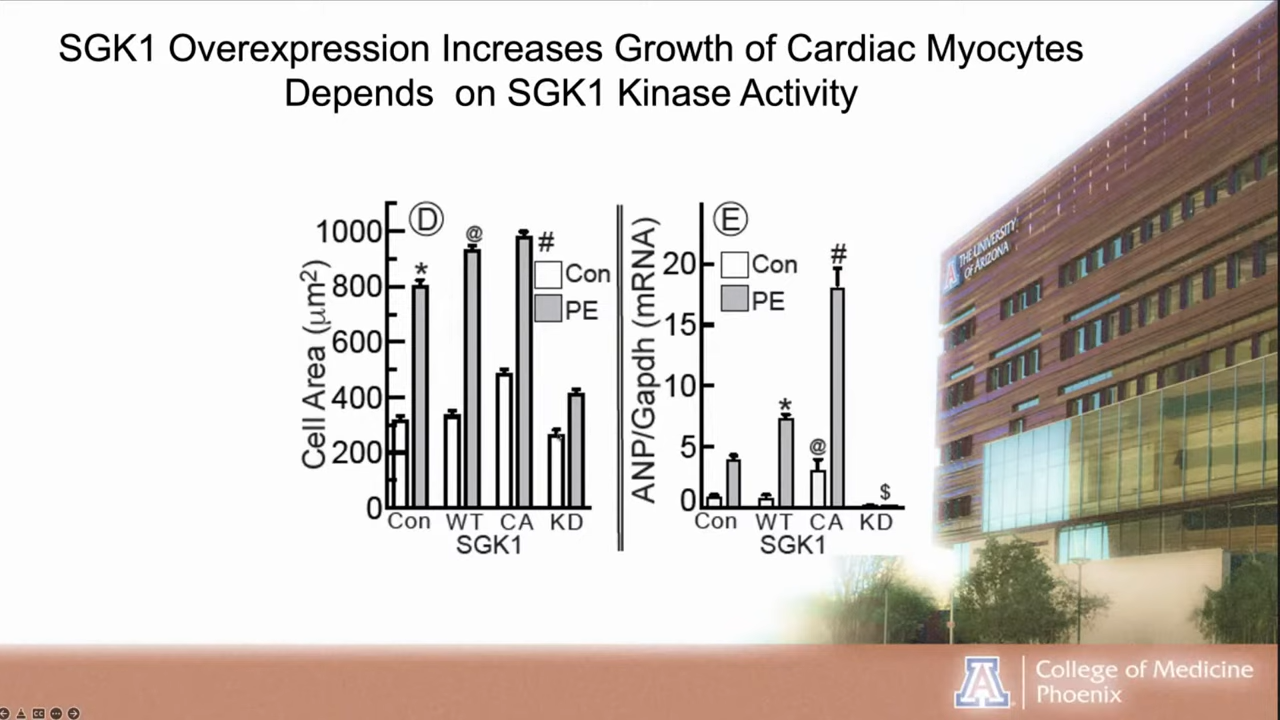 SGK1 Overexpression Increases Growth of Cardiac Myocytes
Depends on SGK1 Kinase Activity
D
Cell Area (μm²)
1000
800
600
400
200
0
*
@
#
Con
PE
Con WT CA KD
SGK1
E
ANP/Gapdh (mRNA)
20
15
10
5
0
Con
PE
*
@
#
$
Con WT CA KD
SGK1
A THE UNIVERSITY
OF ARIZONA
A
College of Medicine
Phoenix